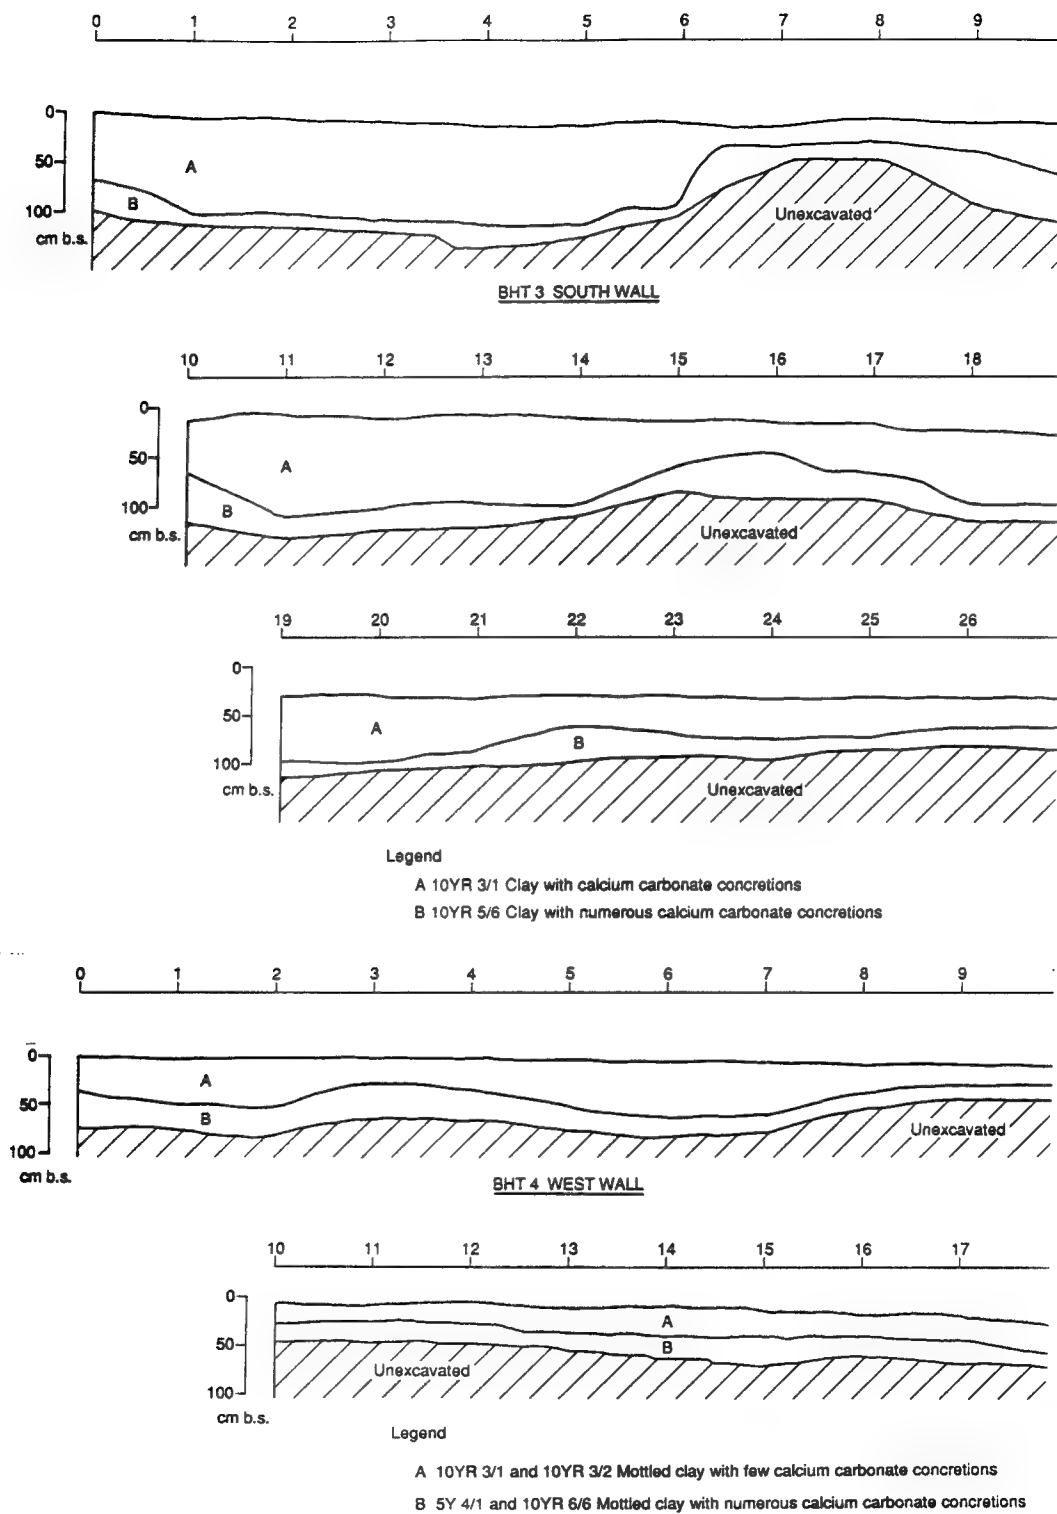 0 1 2 3 4 5 6 7 8 9
0
50
100
cm b.s.
A
B
Unexcavated
BHT 3 SOUTH WALL
10 11 12 13 14 15 16 17 18
0
50
100
cm b.s.
A
B
Unexcavated
19 20 21 22 23 24 25 26
0
50
100
cm b.s.
A
B
Unexcavated
Legend
A 10YR 3/1 Clay with calcium carbonate concretions
B 10YR 5/6 Clay with numerous calcium carbonate concretions
0 1 2 3 4 5 6 7 8 9
0
50
100
cm b.s.
A
B
Unexcavated
BHT 4 WEST WALL
10 11 12 13 14 15 16 17
0
50
100
cm b.s.
A
B
Unexcavated
Legend
A 10YR 3/1 and 10YR 3/2 Mottled clay with few calcium carbonate concretions
B 5Y 4/1 and 10YR 6/6 Mottled clay with numerous calcium carbonate concretions